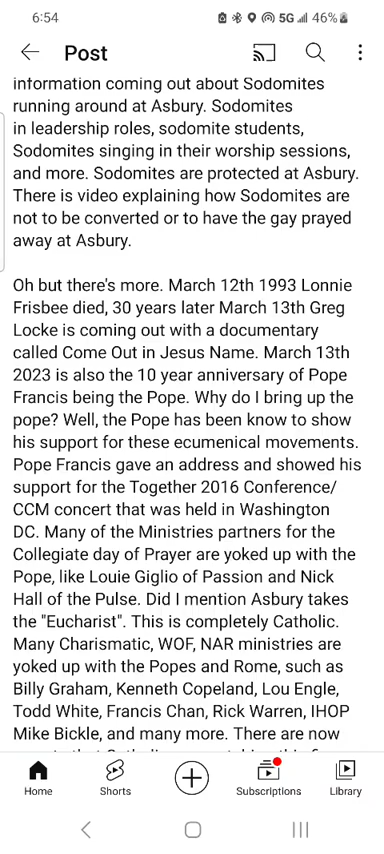 6:54 5G 46%
Post
information coming out about Sodomites
running around at Asbury. Sodomites
in leadership roles, sodomite students,
Sodomites singing in their worship sessions,
and more. Sodomites are protected at Asbury.
There is video explaining how Sodomites are
not to be converted or to have the gay prayed
away at Asbury.
Oh but there's more. March 12th 1993 Lonnie
Frisbee died, 30 years later March 13th Greg
Locke is coming out with a documentary
called Come Out in Jesus Name. March 13th
2023 is also the 10 year anniversary of Pope
Francis being the Pope. Why do I bring up the
pope? Well, the Pope has been know to show
his support for these ecumenical movements.
Pope Francis gave an address and showed his
support for the Together 2016 Conference/
CCM concert that was held in Washington
DC. Many of the Ministries partners for the
Collegiate day of Prayer are yoked up with the
Pope, like Louie Giglio of Passion and Nick
Hall of the Pulse. Did I mention Asbury takes
the "Eucharist". This is completely Catholic.
Many Charismatic, WOF, NAR ministries are
yoked up with the Popes and Rome, such as
Billy Graham, Kenneth Copeland, Lou Engle,
Todd White, Francis Chan, Rick Warren, IHOP
Mike Bickle, and many more. There are now
Home Shorts Subscriptions Library